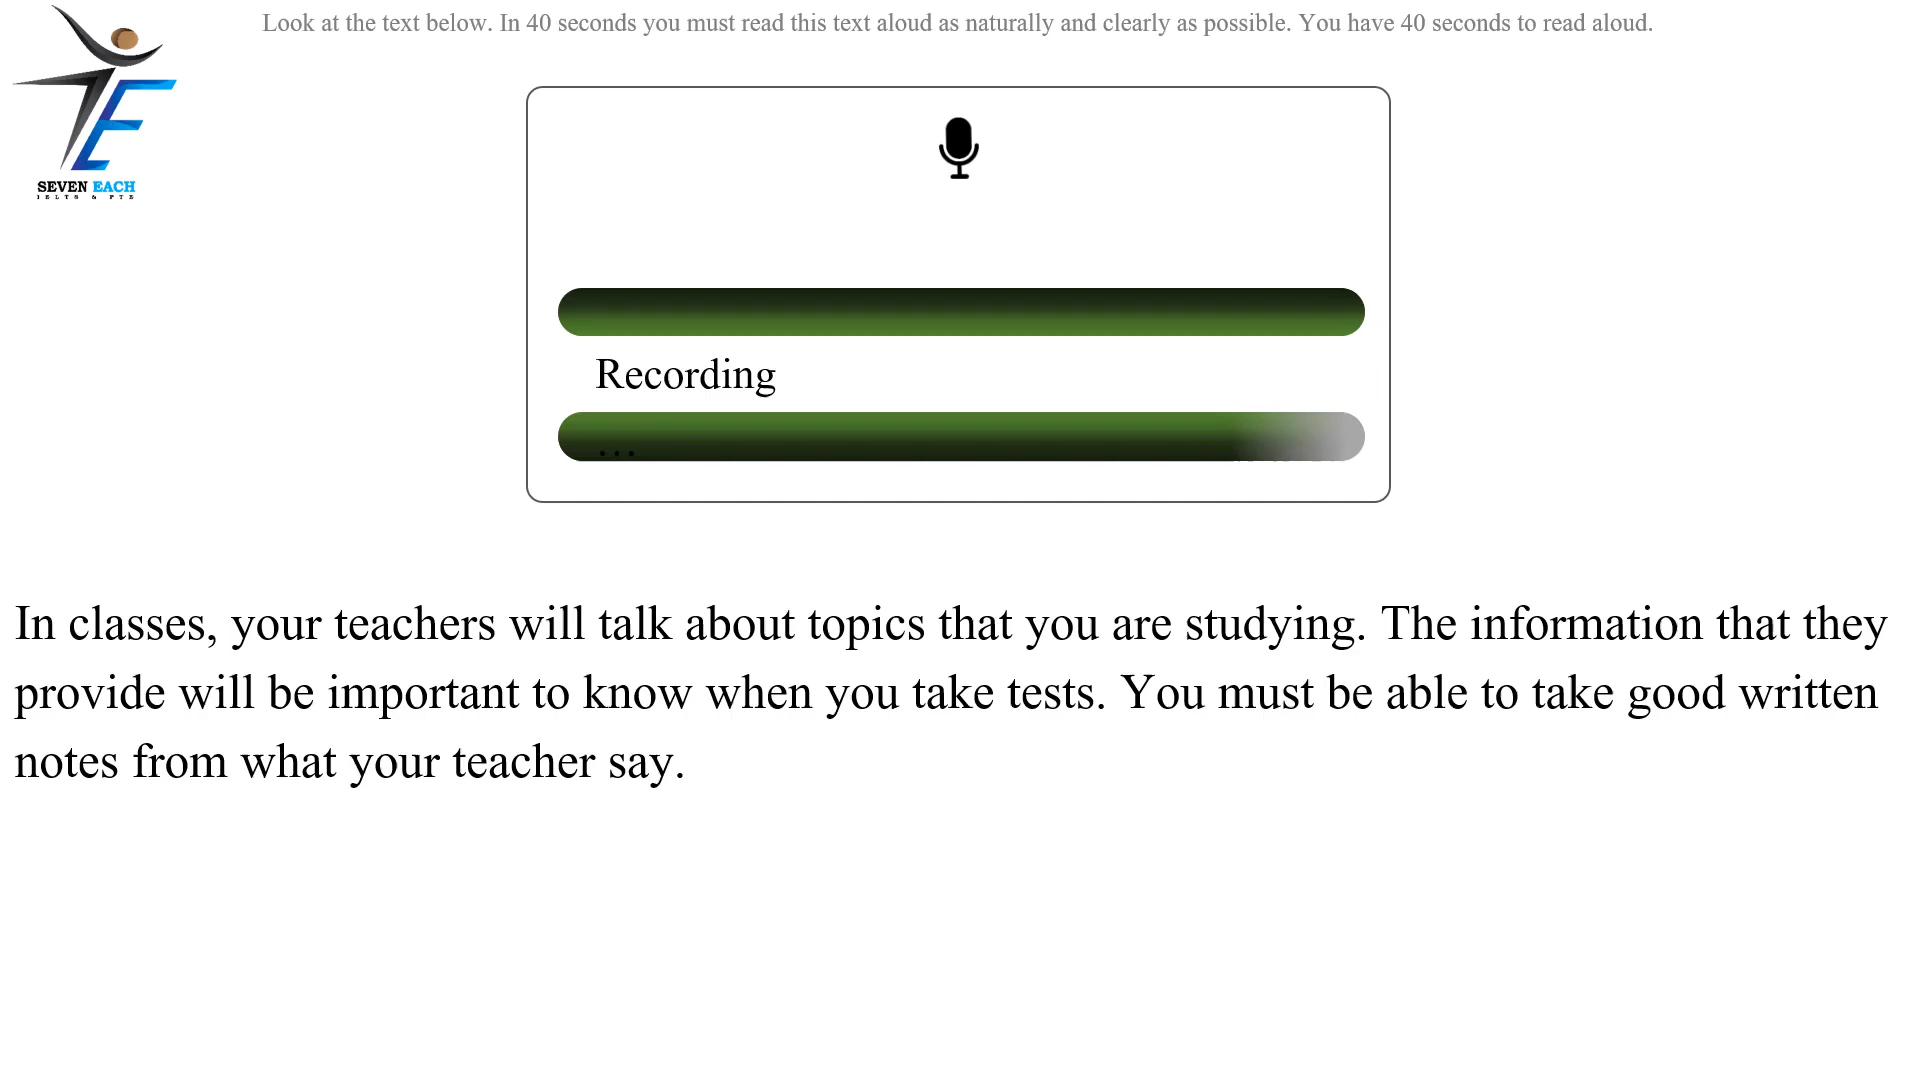 Look at the text below. In 40 seconds you must read this text aloud as naturally and clearly as possible. You have 40 seconds to read aloud.
SEVEN EACH
IELTS & PTE
Recording
...
In classes, your teachers will talk about topics that you are studying. The information that they
provide will be important to know when you take tests. You must be able to take good written
notes from what your teacher say.